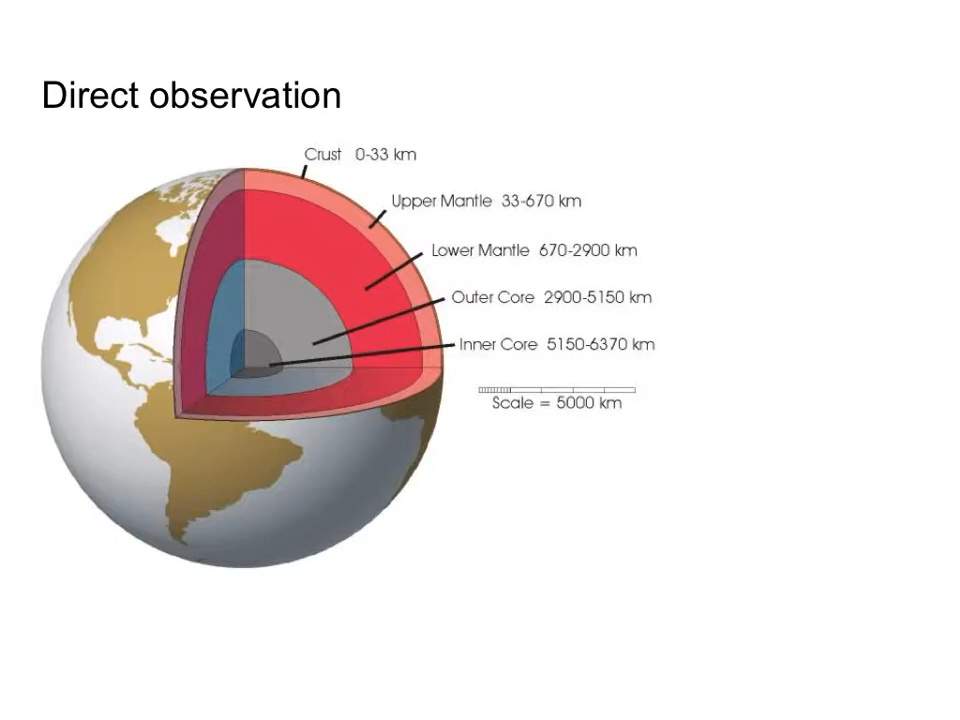 Direct observation
Crust 0-33 km
Upper Mantle 33-670 km
Lower Mantle 670-2900 km
Outer Core 2900-5150 km
Inner Core 5150-6370 km
Scale = 5000 km